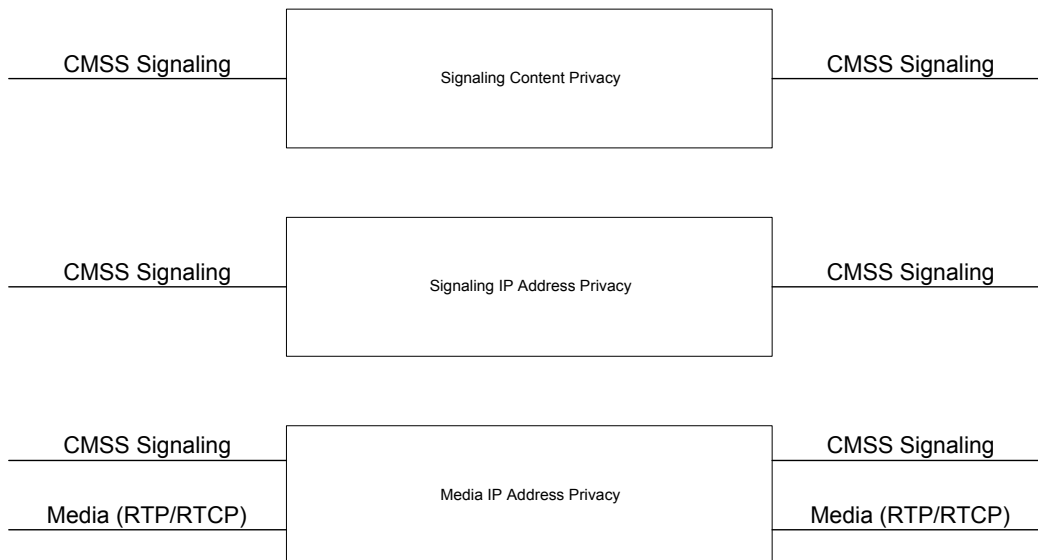 CMSS Signaling
Signaling Content Privacy
CMSS Signaling
CMSS Signaling
Signaling IP Address Privacy
CMSS Signaling
CMSS Signaling
CMSS Signaling
Media IP Address Privacy
Media (RTP/RTCP)
Media (RTP/RTCP)